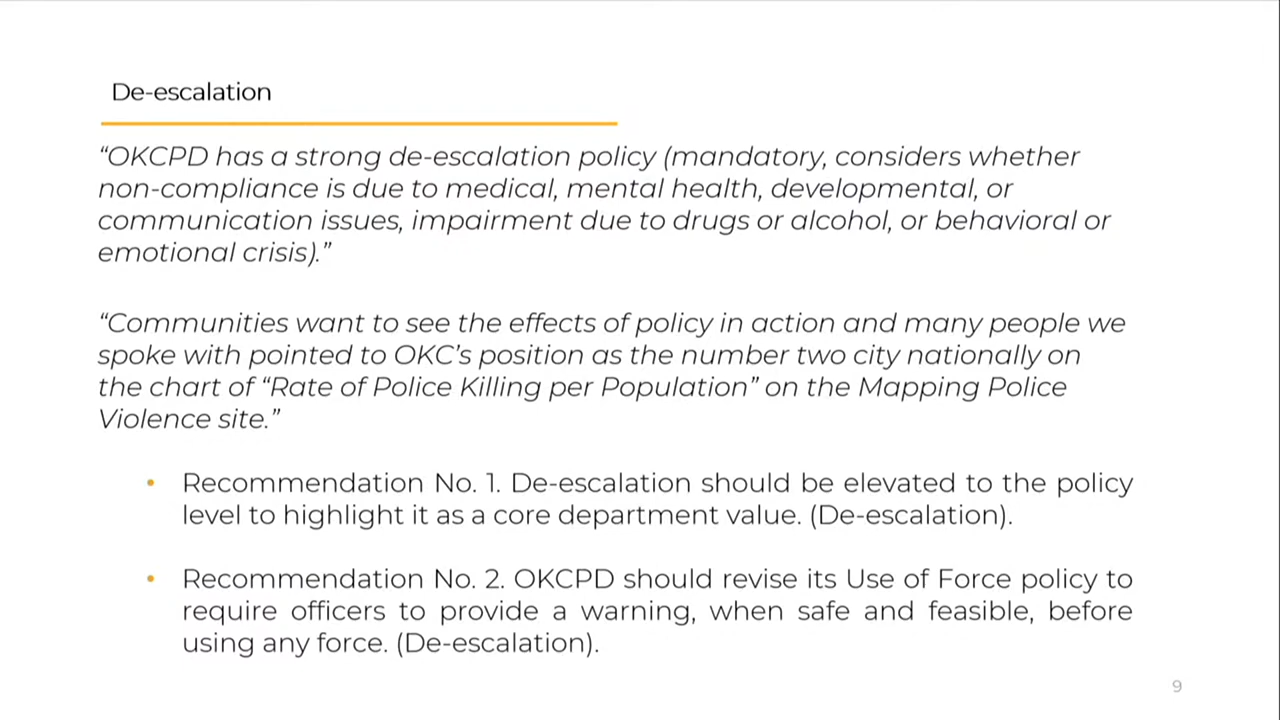 De-escalation
“OKCPD has a strong de-escalation policy (mandatory, considers whether
non-compliance is due to medical, mental health, developmental, or
communication issues, impairment due to drugs or alcohol, or behavioral or
emotional crisis).”
“Communities want to see the effects of policy in action and many people we
spoke with pointed to OKC’s position as the number two city nationally on
the chart of “Rate of Police Killing per Population” on the Mapping Police
Violence site.”
• Recommendation No. 1. De-escalation should be elevated to the policy
level to highlight it as a core department value. (De-escalation).
• Recommendation No. 2. OKCPD should revise its Use of Force policy to
require officers to provide a warning, when safe and feasible, before
using any force. (De-escalation).
9